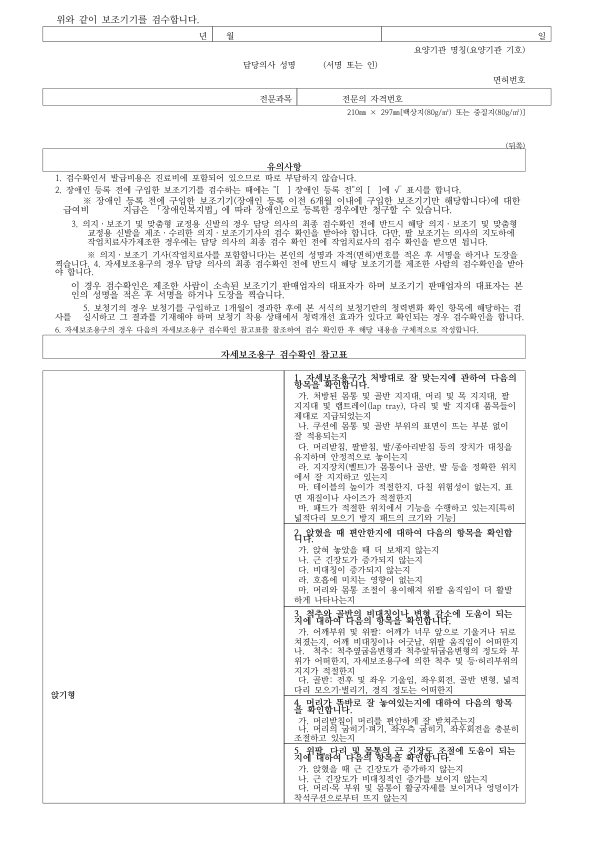 위와 같이 보조기기를 검수합니다.
년 월 일
요양기관 명칭(요양기관 기호)
담당의사 성명 (서명 또는 인)
면허번호
전문과목 전문의 자격번호
210㎜ × 297㎜[백상지(80g/㎡) 또는 중질지(80g/㎡)]
(뒤쪽)
유의사항
1. 검수확인서 발급비용은 진료비에 포함되어 있으므로 따로 부담하지 않습니다.
2. 장애인 등록 전에 구입한 보조기기를 검수하는 때에는 "[ ] 장애인 등록 전"의 [ ]에 √ 표시를 합니다.
※ 장애인 등록 전에 구입한 보조기기(장애인 등록 이전 6개월 이내에 구입한 보조기기만 해당합니다)에 대한
급여비 지급은 「장애인복지법」에 따라 장애인으로 등록한 경우에만 청구할 수 있습니다.
3. 의지ㆍ보조기 및 맞춤형 교정용 신발의 경우 담당 의사의 최종 검수확인 전에 반드시 해당 의지ㆍ보조기 및 맞춤형
교정용 신발을 제조ㆍ수리한 의지ㆍ보조기기사의 검수 확인을 받아야 합니다. 다만, 팔 보조기는 의사의 지도하에
작업치료사가제조한 경우에는 담당 의사의 최종 검수 확인 전에 작업치료사의 검수 확인을 받으면 됩니다.
※ 의지ㆍ보조기 기사(작업치료사를 포함합니다)는 본인의 성명과 자격(면허)번호를 적은 후 서명을 하거나 도장을
찍습니다. 4. 자세보조용구의 경우 담당 의사의 최종 검수확인 전에 반드시 해당 보조기기를 제조한 사람의 검수확인을 받아
야 합니다.
이 경우 검수확인은 제조한 사람이 소속된 보조기기 판매업자의 대표자가 하며 보조기기 판매업자의 대표자는 본
인의 성명을 적은 후 서명을 하거나 도장을 찍습니다.
5. 보청기의 경우 보청기를 구입하고 1개월이 경과한 후에 본 서식의 보청기란의 청력변화 확인 항목에 해당하는 검
사를 실시하고 그 결과를 기재해야 하며 보청기 착용 상태에서 청력개선 효과가 있다고 확인되는 경우 검수확인을 합니다.
6. 자세보조용구의 경우 다음의 자세보조용구 검수확인 참고표를 참조하여 검수 확인한 후 해당 내용을 구체적으로 작성합니다.
자세보조용구 검수확인 참고표
앉기형
1. 자세보조용구가 처방대로 잘 맞는지에 관하여 다음의
항목을 확인합니다.
가. 처방된 몸통 및 골반 지지대, 머리 및 목 지지대, 팔
지지대 및 랩트레이(lap tray), 다리 및 발 지지대 품목들이
제대로 지급되었는지
나. 쿠션에 몸통 및 골반 부위의 표면이 뜨는 부분 없이
잘 적용되는지
다. 머리받침, 팔받침, 발/종아리받침 등의 장치가 대칭을
유지하며 안정적으로 놓이는지
라. 지지장치(벨트)가 몸통이나 골반, 발 등을 정확한 위치
에서 잘 지지하고 있는지
마. 테이블의 높이가 적절한지, 다칠 위험성이 없는지, 표
면 재질이나 사이즈가 적절한지
바. 패드가 적절한 위치에서 기능을 수행하고 있는지[특히
넓적다리 모으기 방지 패드의 크기와 기능]
2. 앉혔을 때 편안한지에 대하여 다음의 항목을 확인합
니다.
가. 앉혀 놓았을 때 더 보채지 않는지
나. 근 긴장도가 증가되지 않는지
다. 비대칭이 증가되지 않는지
라. 호흡에 미치는 영향이 없는지
마. 머리와 몸통 조절이 용이해져 위팔 움직임이 더 활발
하게 나타나는지
3. 척추와 골반의 비대칭이나 변형 감소에 도움이 되는
지에 대하여 다음의 항목을 확인합니다.
가. 어깨부위 및 위팔: 어깨가 너무 앞으로 기울거나 뒤로
쳐졌는지, 어깨 비대칭이나 어긋남, 위팔 움직임이 어떠한지
나. 척추: 척추옆굽음변형과 척추앞뒤굽음변형의 정도와 부
위가 어떠한지, 자세보조용구에 의한 척추 및 등·허리부위의
지지가 적절한지
다. 골반: 전후 및 좌우 기울임, 좌우회전, 골반 변형, 넓적
다리 모으기·벌리기, 경직 정도는 어떠한지
4. 머리가 똑바로 잘 놓여있는지에 대하여 다음의 항목
을 확인합니다.
가. 머리받침이 머리를 편안하게 잘 받쳐주는지
나. 머리의 굽히기·펴기, 좌우측 굽히기, 좌우회전을 충분히
조절하고 있는지
5. 위팔, 다리 및 몸통의 근 긴장도 조절에 도움이 되는
지에 대하여 다음의 항목을 확인합니다.
가. 앉혔을 때 근 긴장도가 증가하지 않는지
나. 근 긴장도가 비대칭적인 증가를 보이지 않는지
다. 머리·목 부위 및 몸통이 활궁자세를 보이거나 엉덩이가
착석쿠션으로부터 뜨지 않는지